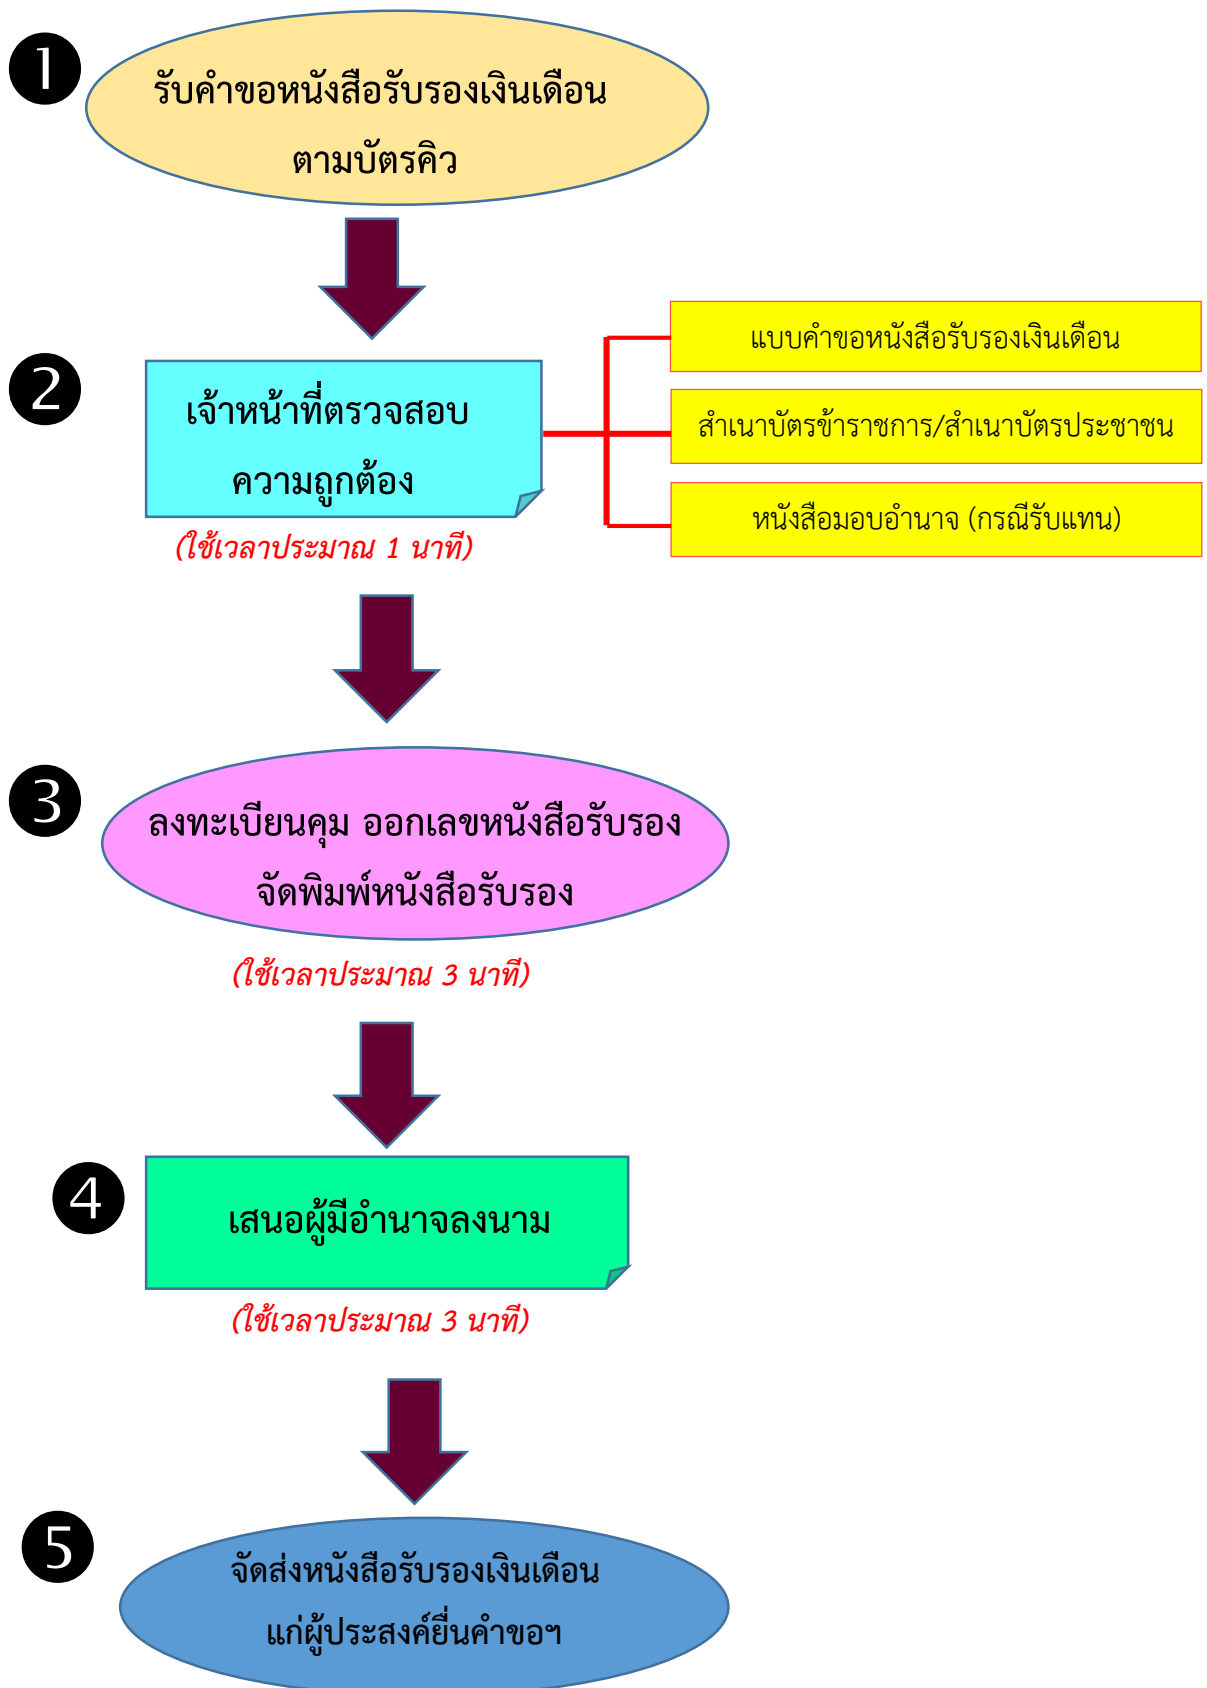 1
รับคำขอหนังสือรับรองเงินเดือน
ตามบัตรคิว
2
เจ้าหน้าที่ตรวจสอบ
ความถูกต้อง
(ใช้เวลาประมาณ 1 นาที)
แบบคำขอหนังสือรับรองเงินเดือน
สำเนาบัตรข้าราชการ/สำเนาบัตรประชาชน
หนังสือมอบอำนาจ (กรณีรับแทน)
3
ลงทะเบียนคุม ออกเลขหนังสือรับรอง
จัดพิมพ์หนังสือรับรอง
(ใช้เวลาประมาณ 3 นาที)
4
เสนอผู้มีอำนาจลงนาม
(ใช้เวลาประมาณ 3 นาที)
5
จัดส่งหนังสือรับรองเงินเดือน
แก่ผู้ประสงค์ยื่นคำขอฯ